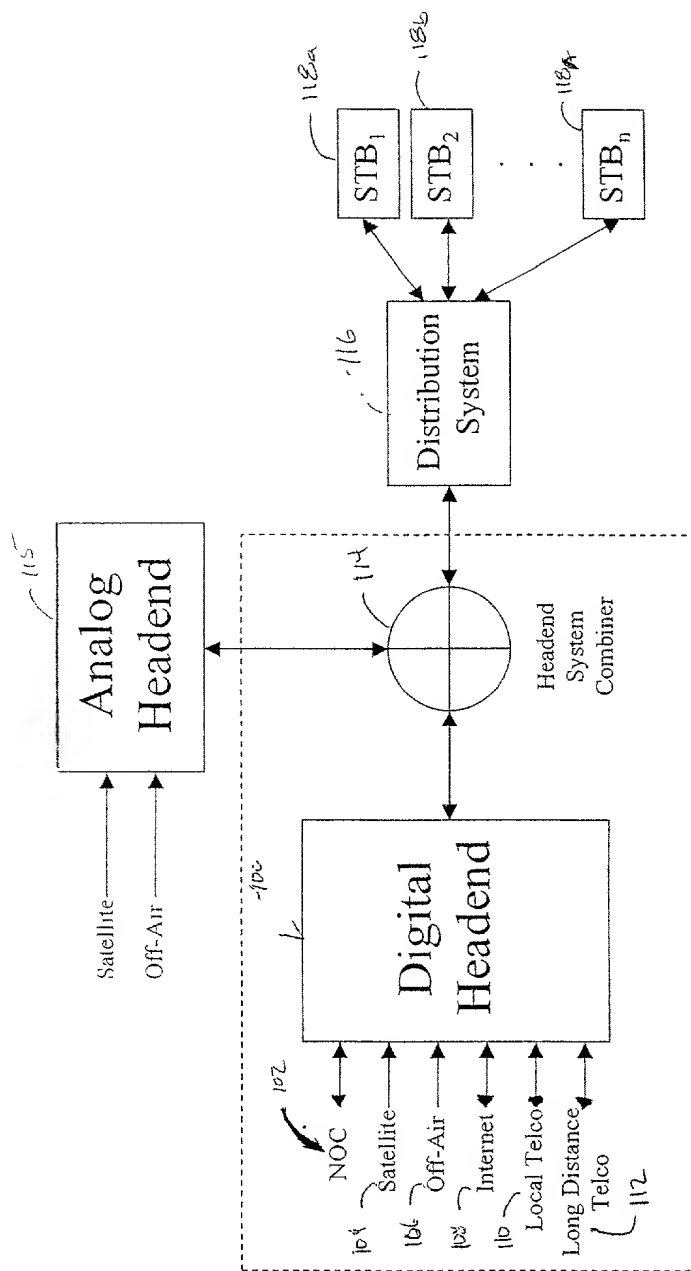 115
Analog
Headend
Satellite
Off-Air
100
Digital
Headend
102
NOC
104
Satellite
106
Off-Air
108
Internet
110
Local Telco
Long Distance
Telco
112
114
Headend
System
Combiner
116
Distribution
System
118a
STB1
118b
STB2
. . .
STBn